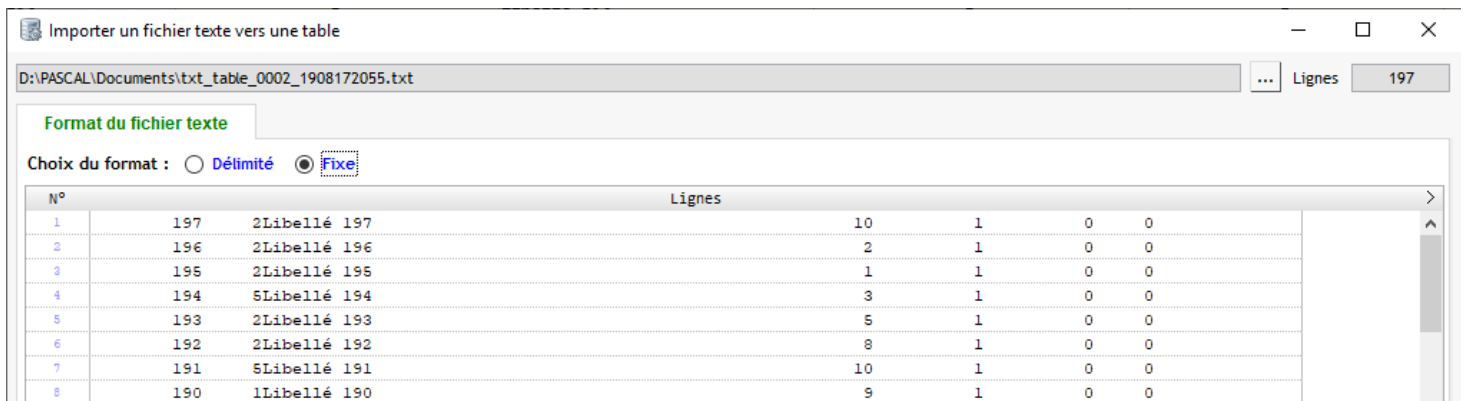 Importer un fichier texte vers une table
D:\PASCAL\Documents\txt_table_0002_1908172055.txt ... Lignes 197
Format du fichier texte
Choix du format : Délimité Fixe
N° Lignes >
1 197 2Libellé 197 10 1 0 0
2 196 2Libellé 196 2 1 0 0
3 195 2Libellé 195 1 1 0 0
4 194 5Libellé 194 3 1 0 0
5 193 2Libellé 193 5 1 0 0
6 192 2Libellé 192 8 1 0 0
7 191 5Libellé 191 10 1 0 0
8 190 1Libellé 190 9 1 0 0